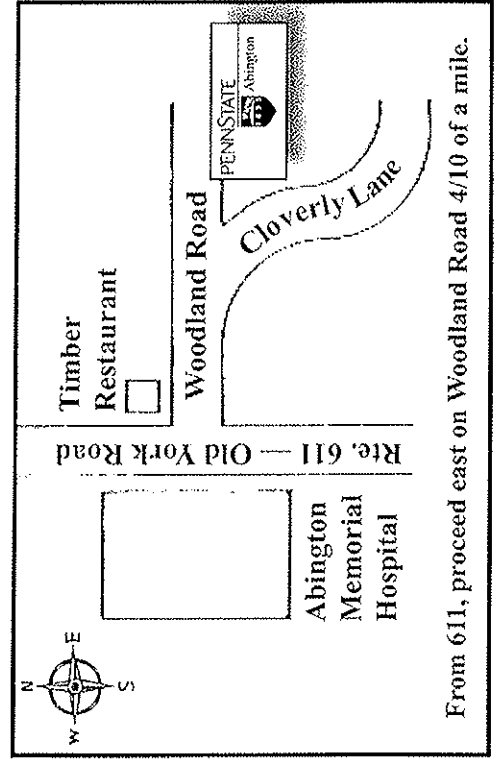 N
W
E
S
Timber
Restaurant
Rte. 611 — Old York Road
Woodland Road
PENNSTATE
Abington
Cloverly Lane
Abington
Memorial
Hospital
From 611, proceed east on Woodland Road 4/10 of a mile.